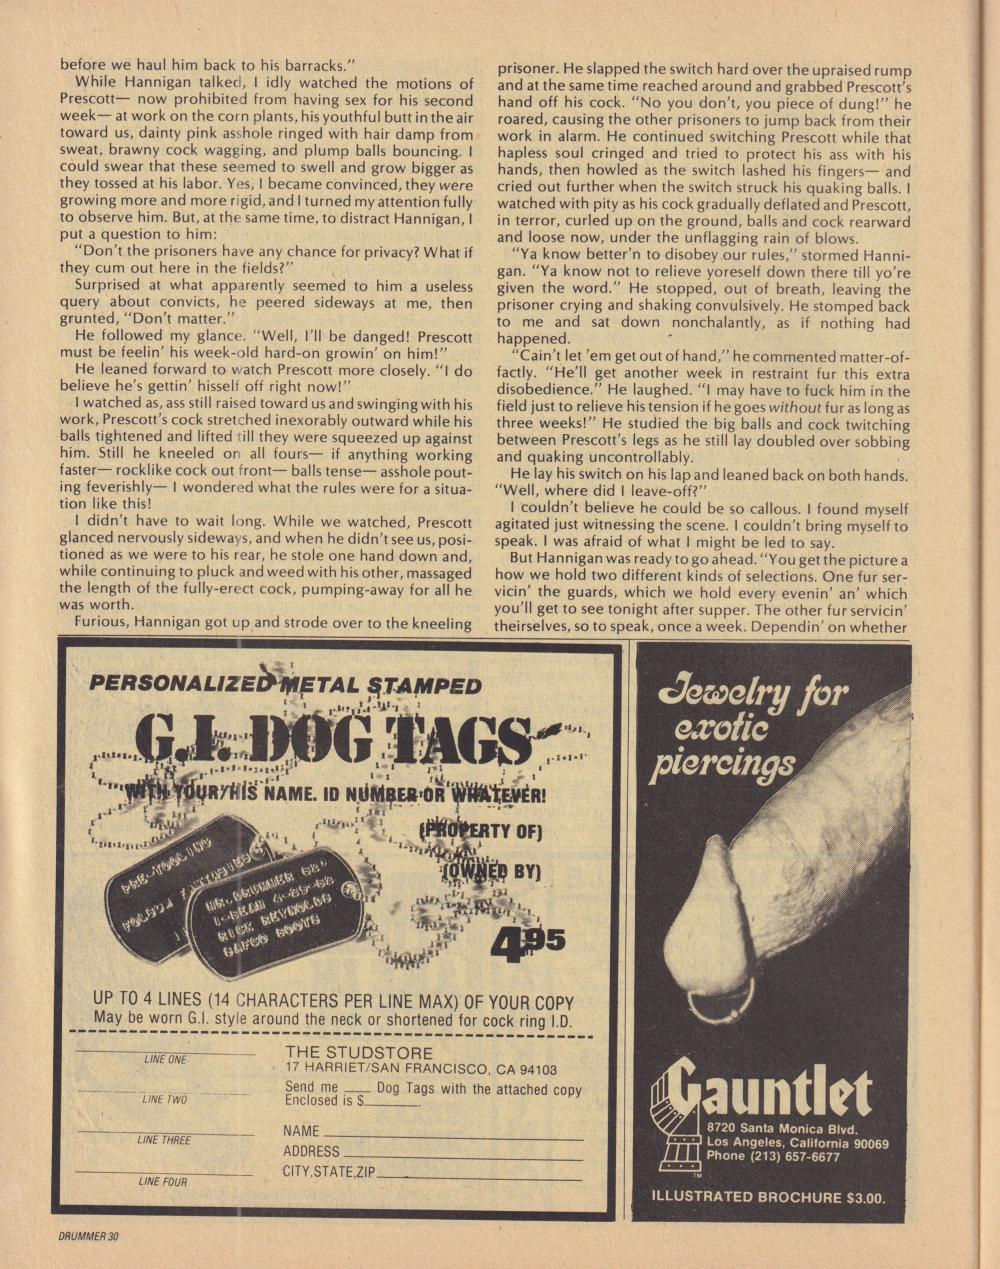 before we haul him back to his barracks."
While Hannigan talked, I idly watched the motions of
Prescott— now prohibited from having sex for his second
week— at work on the corn plants, his youthful butt in the air
toward us, dainty pink asshole ringed with hair damp from
sweat, brawny cock wagging, and plump balls bouncing. I
could swear that these seemed to swell and grow bigger as
they tossed at his labor. Yes, I became convinced, they were
growing more and more rigid, and I turned my attention fully
to observe him. But, at the same time, to distract Hannigan, I
put a question to him:
"Don't the prisoners have any chance for privacy? What if
they cum out here in the fields?"
Surprised at what apparently seemed to him a useless
query about convicts, he peered sideways at me, then
grunted, "Don't matter."
He followed my glance. "Well, I'll be danged! Prescott
must be feelin' his week-old hard-on growin' on him!"
He leaned forward to watch Prescott more closely. "I do
believe he's gettin' hisself off right now!"
I watched as, ass still raised toward us and swinging with his
work, Prescott's cock stretched inexorably outward while his
balls tightened and lifted till they were squeezed up against
him. Still he kneeled on all fours— if anything working
faster— rocklike cock out front— balls tense— asshole pout-
ing feverishly— I wondered what the rules were for a situa-
tion like this!
I didn't have to wait long. While we watched, Prescott
glanced nervously sideways, and when he didn't see us, posi-
tioned as we were to his rear, he stole one hand down and,
while continuing to pluck and weed with his other, massaged
the length of the fully-erect cock, pumping-away for all he
was worth.
Furious, Hannigan got up and strode over to the kneeling
prisoner. He slapped the switch hard over the upraised rump
and at the same time reached around and grabbed Prescott's
hand off his cock. "No you don't, you piece of dung!" he
roared, causing the other prisoners to jump back from their
work in alarm. He continued switching Prescott while that
hapless soul cringed and tried to protect his ass with his
hands, then howled as the switch lashed his fingers— and
cried out further when the switch struck his quaking balls. I
watched with pity as his cock gradually deflated and Prescott,
in terror, curled up on the ground, balls and cock rearward
and loose now, under the unflagging rain of blows.
"Ya know better'n to disobey our rules," stormed Hanni-
gan. "Ya know not to relieve yoreself down there till yo're
given the word." He stopped, out of breath, leaving the
prisoner crying and shaking convulsively. He stomped back
to me and sat down nonchalantly, as if nothing had
happened.
"Cain't let 'em get out of hand," he commented matter-of-
factly. "He'll get another week in restraint fur this extra
disobedience." He laughed. "I may have to fuck him in the
field just to relieve his tension if he goes without fur as long as
three weeks!" He studied the big balls and cock twitching
between Prescott's legs as he still lay doubled over sobbing
and quaking uncontrollably.
He lay his switch on his lap and leaned back on both hands.
"Well, where did I leave-off?"
I couldn't believe he could be so callous. I found myself
agitated just witnessing the scene. I couldn't bring myself to
speak. I was afraid of what I might be led to say.
But Hannigan was ready to go ahead. "You get the picture a
how we hold two different kinds of selections. One fur ser-
vicin' the guards, which we hold every evenin' an' which
you'll get to see tonight after supper. The other fur servicin'
theirselves, so to speak, once a week. Dependin' on whether
PERSONALIZED METAL STAMPED
G.I. DOG TAGS
WITH YOUR/HIS NAME. ID NUMBER OR WHATEVER!
(PROPERTY OF)
(OWNED BY)
PRE-TOOLING
FOLSOM FANTASIES
MR. DRUMMER 82
I-BEAM 4-29-82
RICK REYNOLDS
SAFCO BOOTS
4.95
UP TO 4 LINES (14 CHARACTERS PER LINE MAX) OF YOUR COPY
May be worn G.I. style around the neck or shortened for cock ring I.D.
LINE ONE
LINE TWO
LINE THREE
LINE FOUR
THE STUDSTORE
17 HARRIET/SAN FRANCISCO, CA 94103
Send me ____ Dog Tags with the attached copy
Enclosed is $________.
NAME
ADDRESS
CITY,STATE,ZIP
Jewelry for
exotic
piercings
Gauntlet
8720 Santa Monica Blvd.
Los Angeles, California 90069
Phone (213) 657-6677
TM
ILLUSTRATED BROCHURE $3.00.
DRUMMER 30